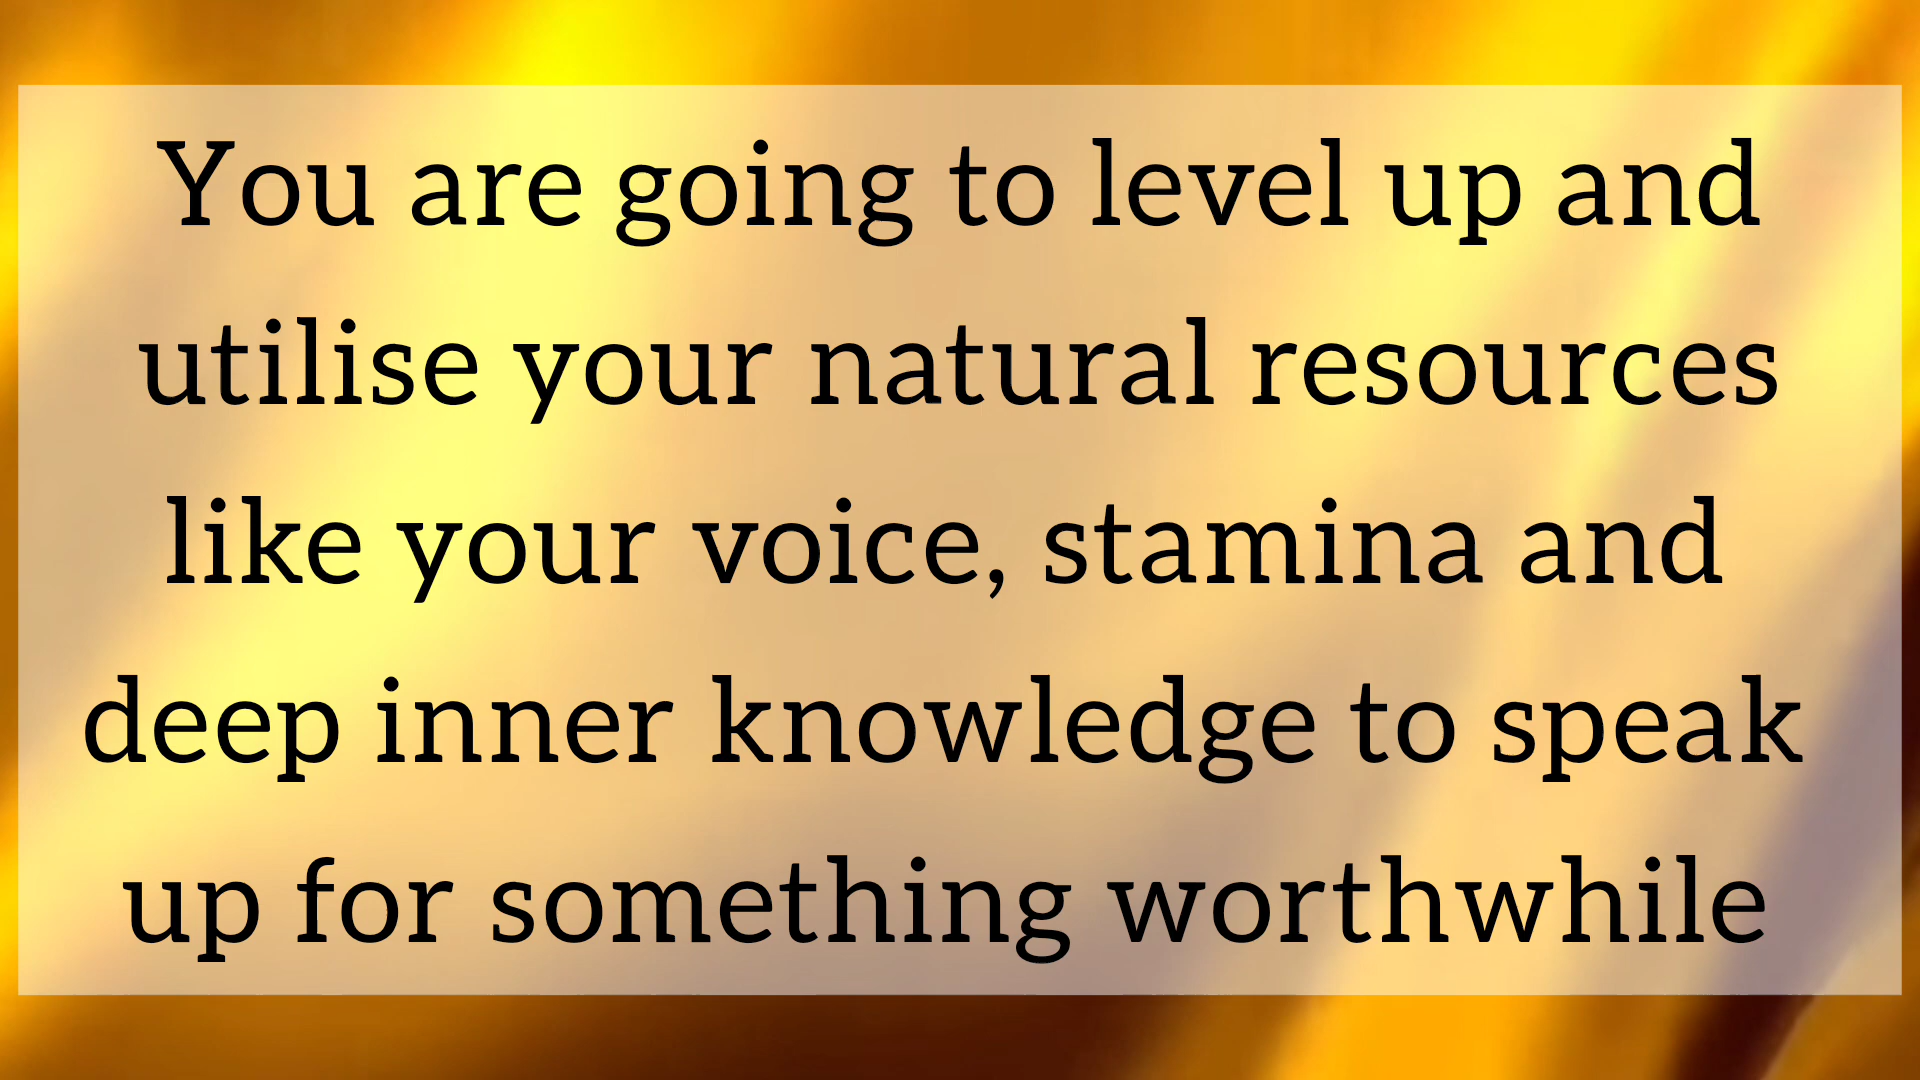 You are going to level up and
utilise your natural resources
like your voice, stamina and
deep inner knowledge to speak
up for something worthwhile